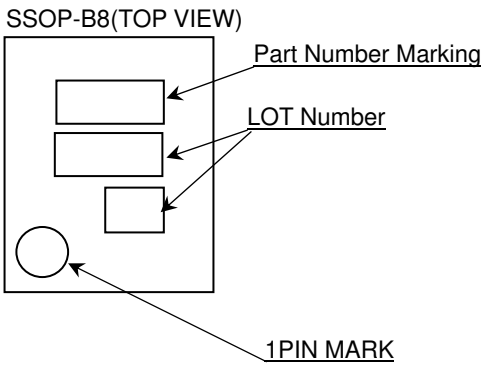 SSOP-B8(TOP VIEW)
Part Number Marking
LOT Number
1PIN MARK